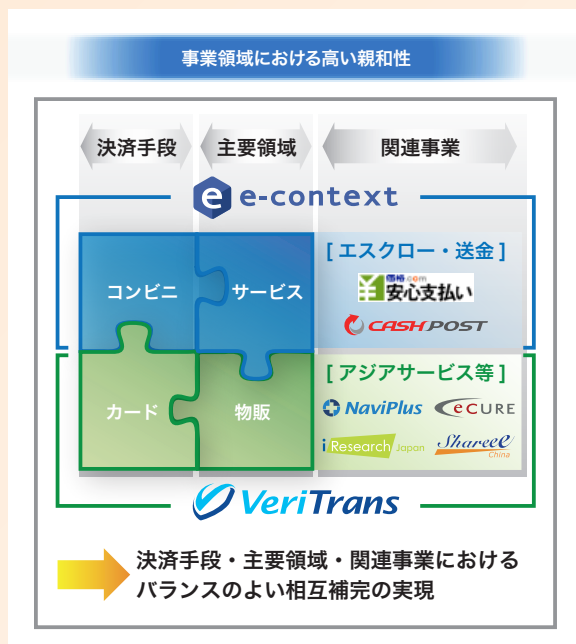 事業領域における高い親和性
決済手段 主要領域 関連事業
e e-context
コンビニ サービス
[ エスクロー・送金 ]
¥ 価格.com
安心支払い
CASHPOST
カード 物販
[ アジアサービス等 ]
NaviPlus eCURE
iResearch Japan Shareee China
VeriTrans
決済手段・主要領域・関連事業における
バランスのよい相互補完の実現